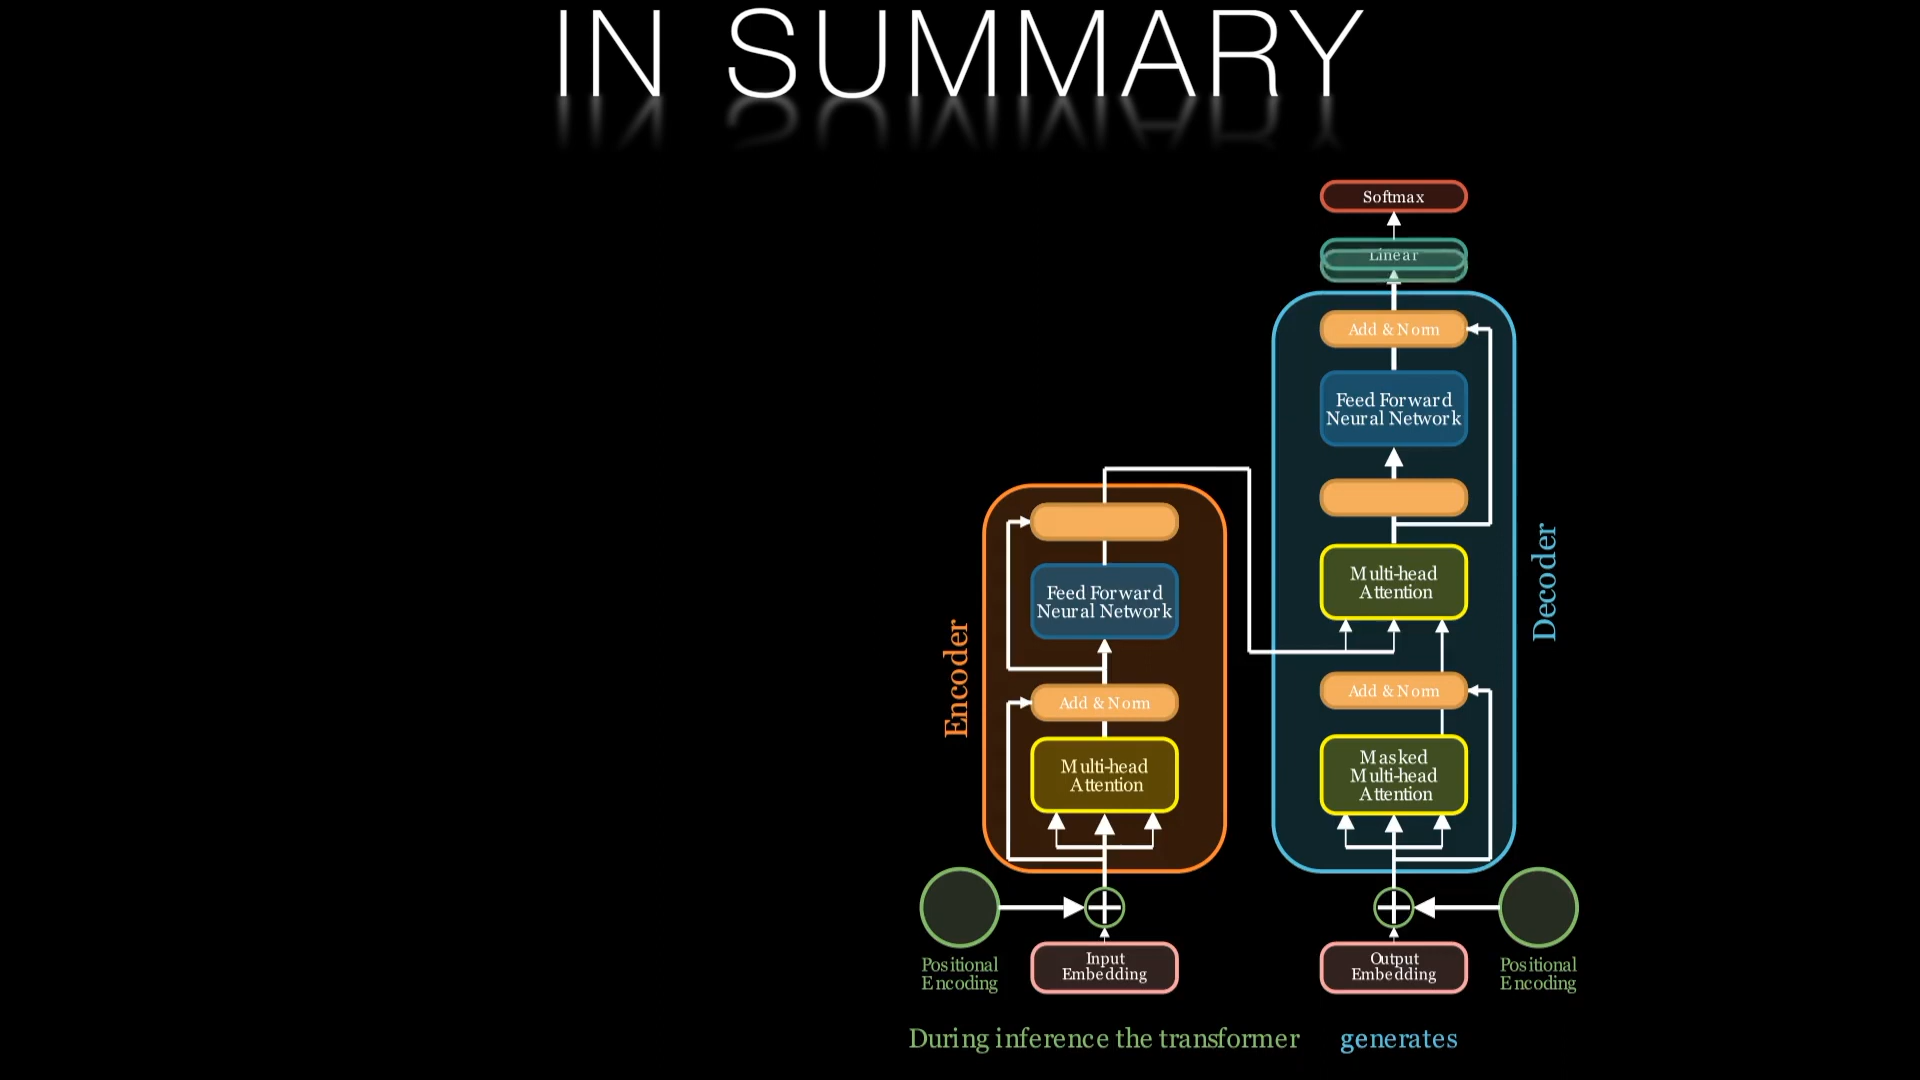 IN SUMMARY
Softmax
Linear
Add & Norm
Feed Forward
Neural Network
Multi-head
Attention
Add & Norm
Masked
Multi-head
Attention
Decoder
Encoder
Feed Forward
Neural Network
Add & Norm
Multi-head
Attention
Positional
Encoding
Input
Embedding
Output
Embedding
Positional
Encoding
During inference the transformer generates